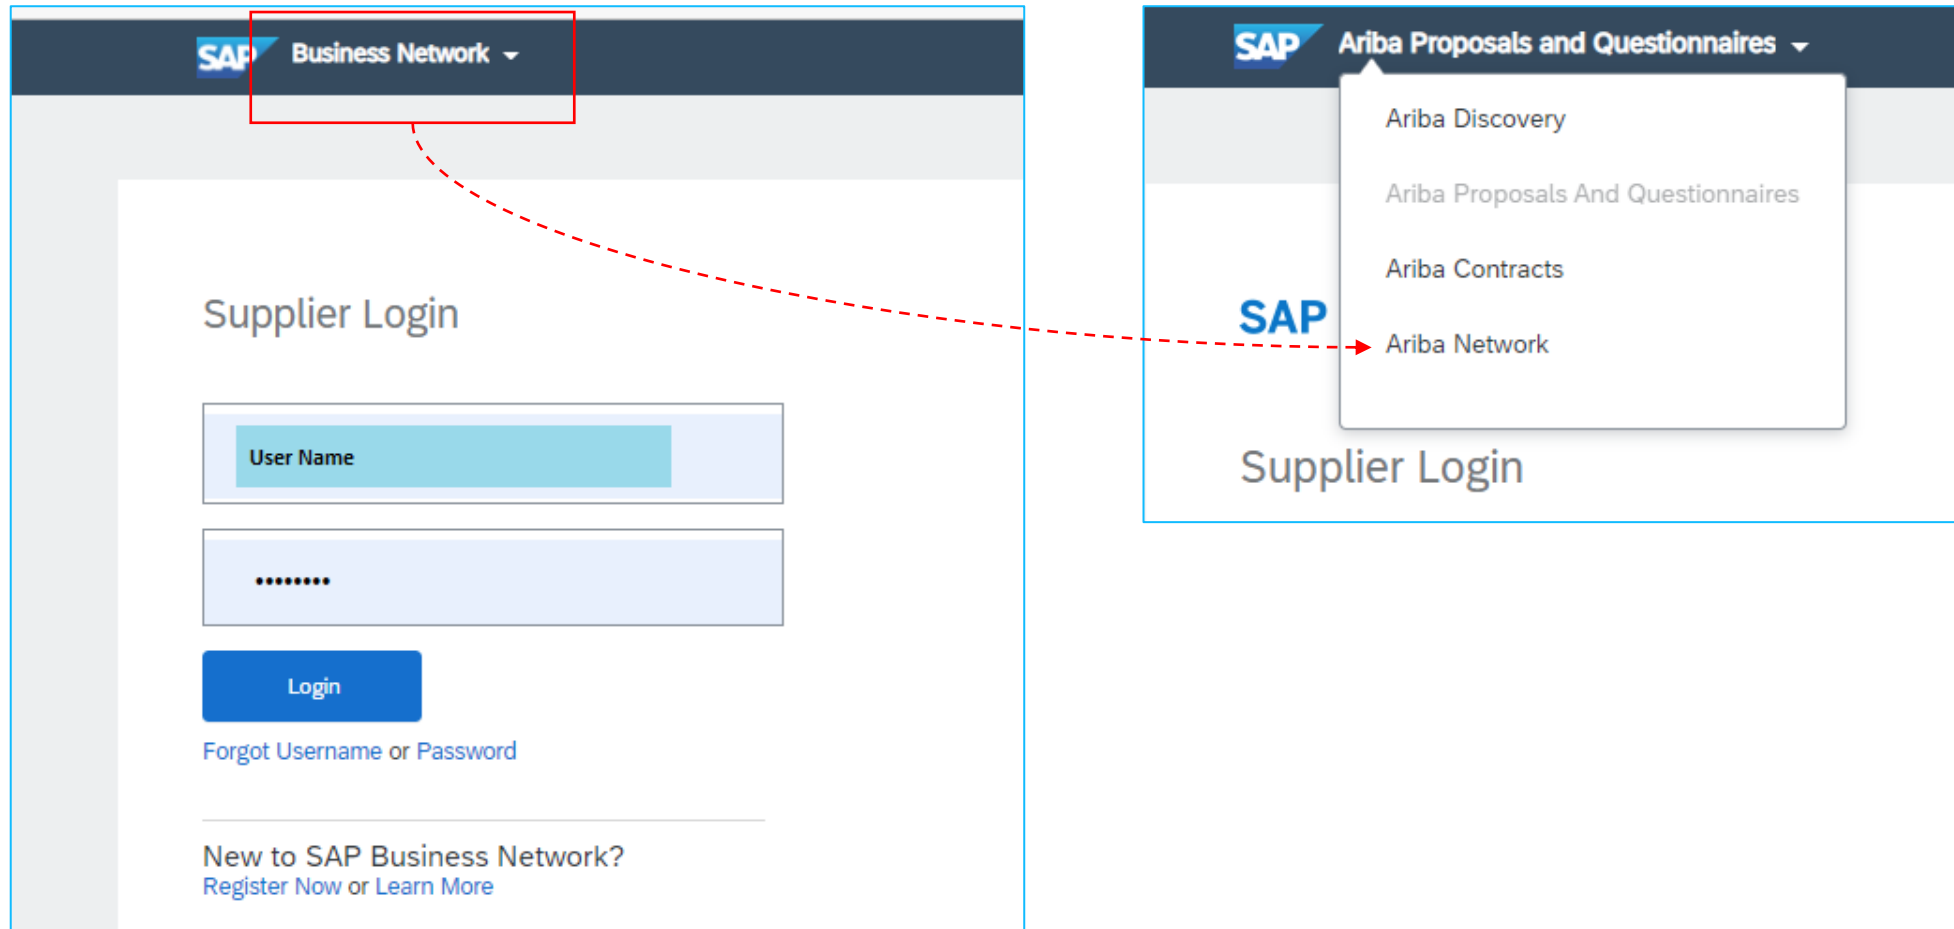 SAP Business Network
Supplier Login
User Name
••••••••
Login
Forgot Username or Password
New to SAP Business Network?
Register Now or Learn More
SAP Ariba Proposals and Questionnaires
Ariba Discovery
Ariba Proposals And Questionnaires
Ariba Contracts
SAP
Ariba Network
Supplier Login